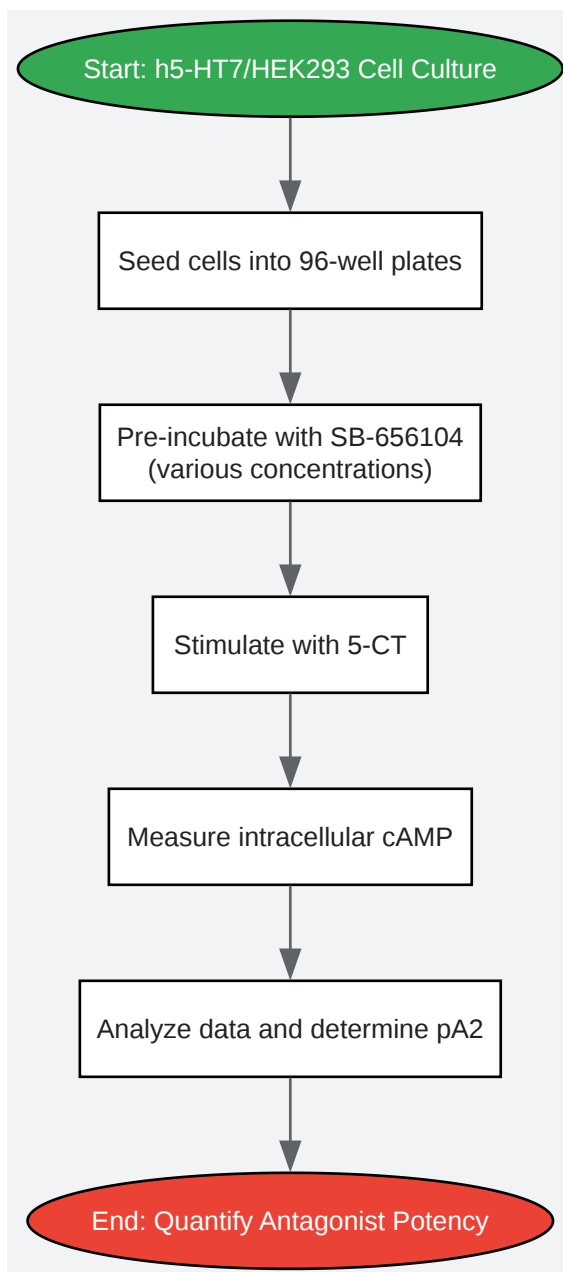 Start: h5-HT7/HEK293 Cell Culture
Seed cells into 96-well plates
Pre-incubate with SB-656104
(various concentrations)
Stimulate with 5-CT
Measure intracellular cAMP
Analyze data and determine pA2
End: Quantify Antagonist Potency